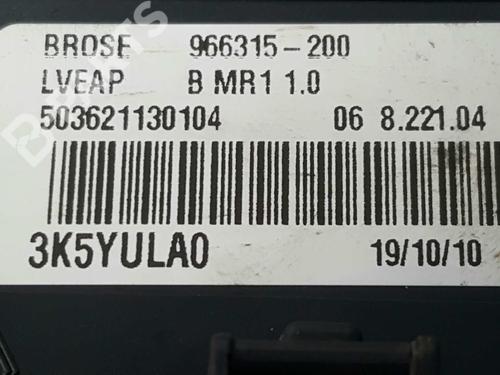 BROSE 966315-200
LVEAP B MR1 1.0
503621130104 06 8.221.04
3K5YULA0 19/10/10